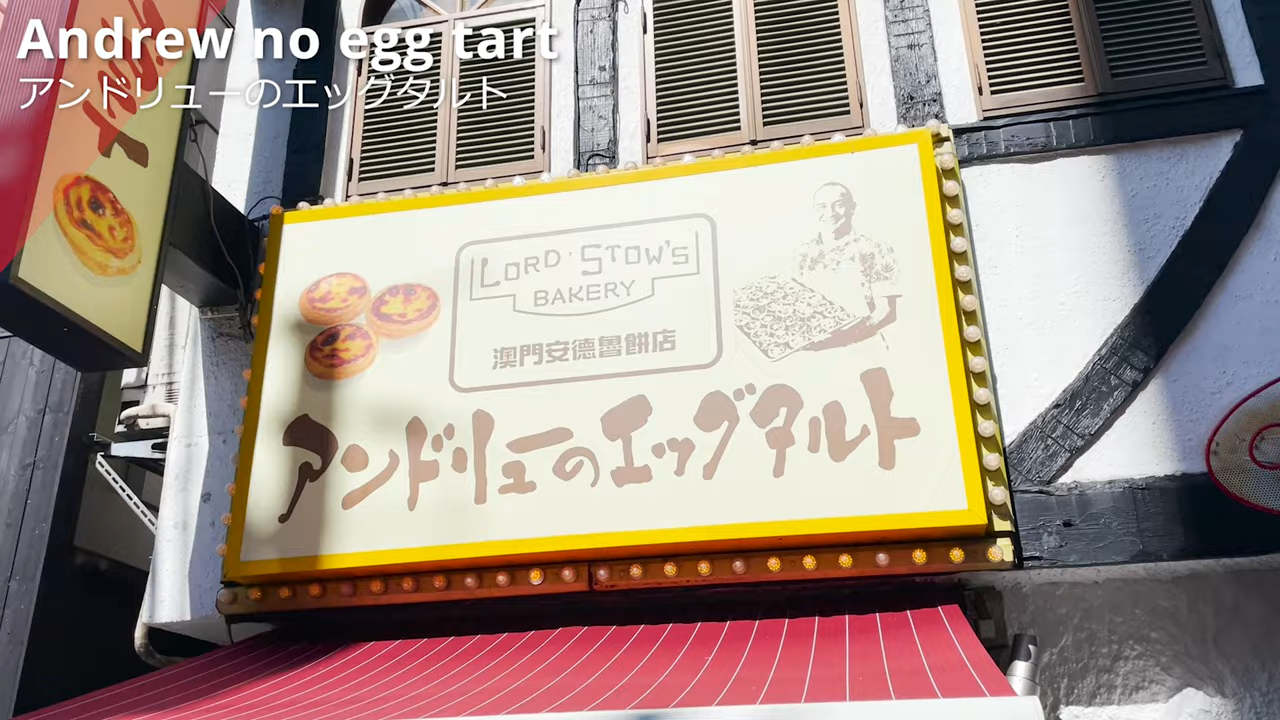 Andrew no egg tart
アンドリューのエッグタルト
LORD·STOW'S
BAKERY
澳門安德魯餅店
アンドリューのエッグタルト